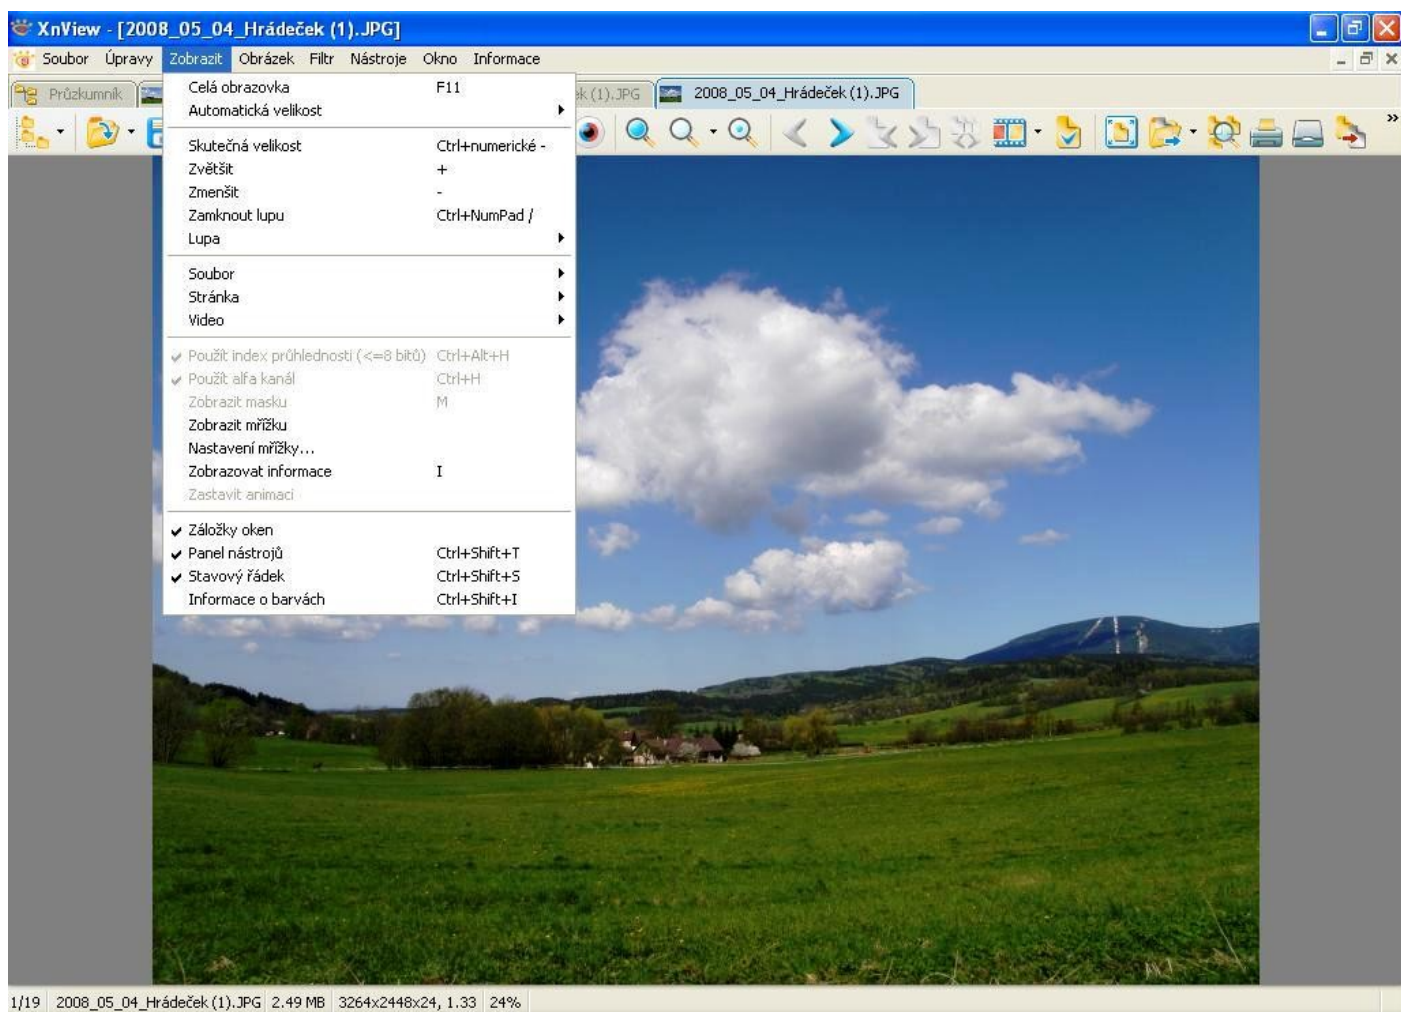 XnView - [2008_05_04_Hrádeček (1).JPG]
Soubor Úpravy Zobrazit Obrázek Filtr Nástroje Okno Informace
Průzkumník
ek (1).JPG
2008_05_04_Hrádeček (1).JPG
Celá obrazovka F11
Automatická velikost
Skutečná velikost Ctrl+numerické -
Zvětšit +
Zmenšit -
Zamknout lupu Ctrl+NumPad /
Lupa
Soubor
Stránka
Video
Použít index průhlednosti (<=8 bitů) Ctrl+Alt+H
Použít alfa kanál Ctrl+H
Zobrazit masku M
Zobrazit mřížku
Nastavení mřížky...
Zobrazovat informace I
Zastavit animaci
Záložky oken
Panel nástrojů Ctrl+Shift+T
Stavový řádek Ctrl+Shift+S
Informace o barvách Ctrl+Shift+I
1/19 2008_05_04_Hrádeček (1).JPG 2.49 MB 3264x2448x24, 1.33 24%